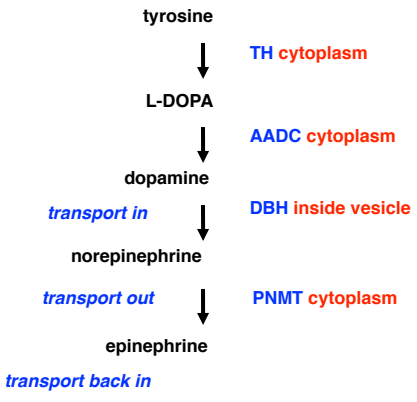 tyrosine
TH cytoplasm
L-DOPA
AADC cytoplasm
dopamine
transport in
DBH inside vesicle
norepinephrine
transport out
PNMT cytoplasm
epinephrine
transport back in